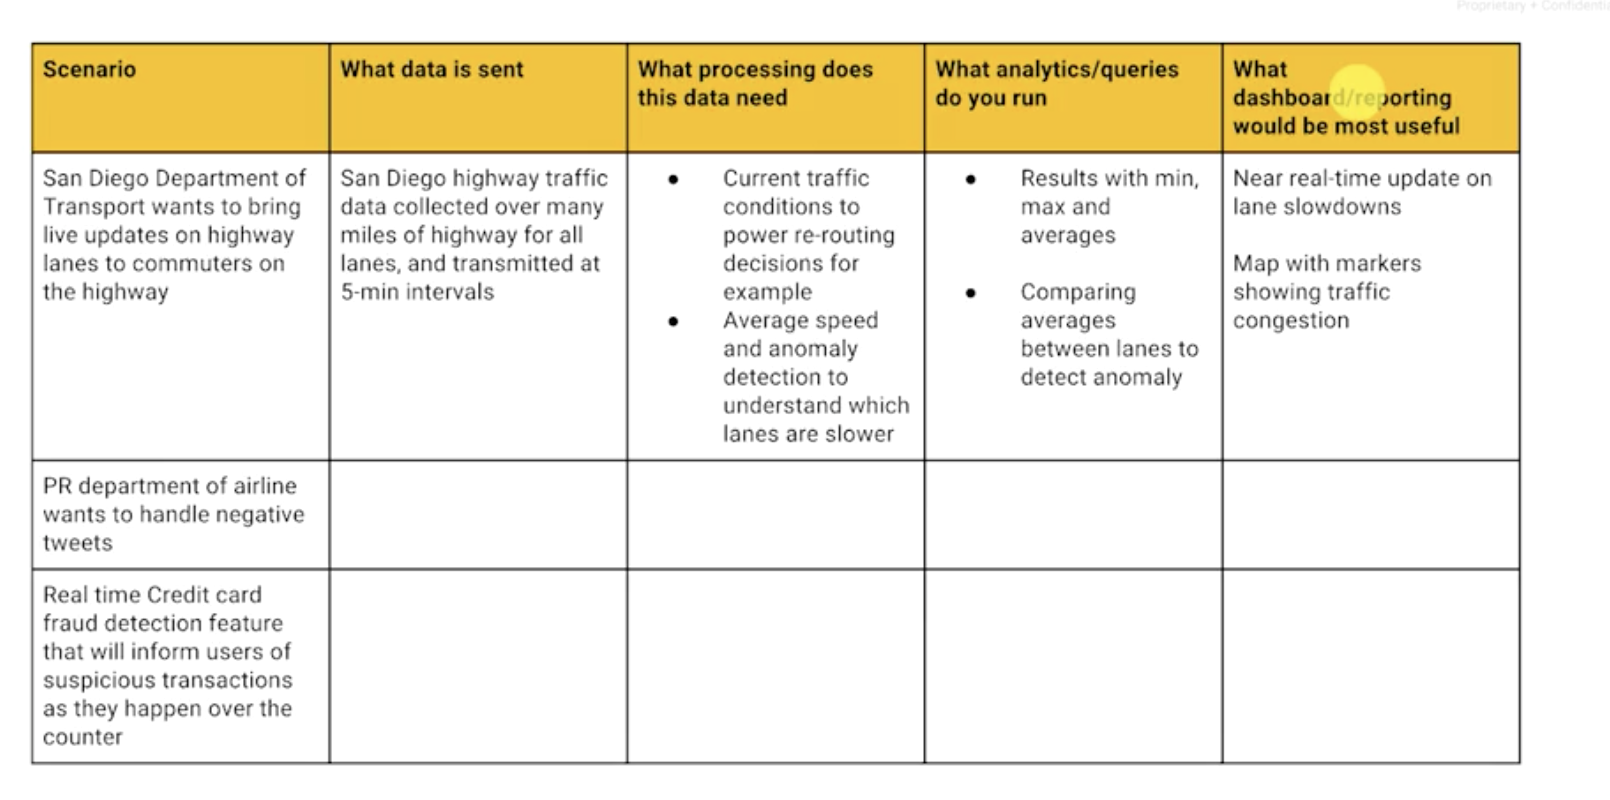 Proprietary + Confidenti
Scenario
What data is sent
What processing does
this data need
What analytics/queries
do you run
What
dashboard/reporting
would be most useful
San Diego Department of
Transport wants to bring
live updates on highway
lanes to commuters on
the highway
San Diego highway traffic
data collected over many
miles of highway for all
lanes, and transmitted at
5-min intervals
● Current traffic
conditions to
power re-routing
decisions for
example
● Average speed
and anomaly
detection to
understand which
lanes are slower
● Results with min,
max and
averages
● Comparing
averages
between lanes to
detect anomaly
Near real-time update on
lane slowdowns
Map with markers
showing traffic
congestion
PR department of airline
wants to handle negative
tweets
Real time Credit card
fraud detection feature
that will inform users of
suspicious transactions
as they happen over the
counter